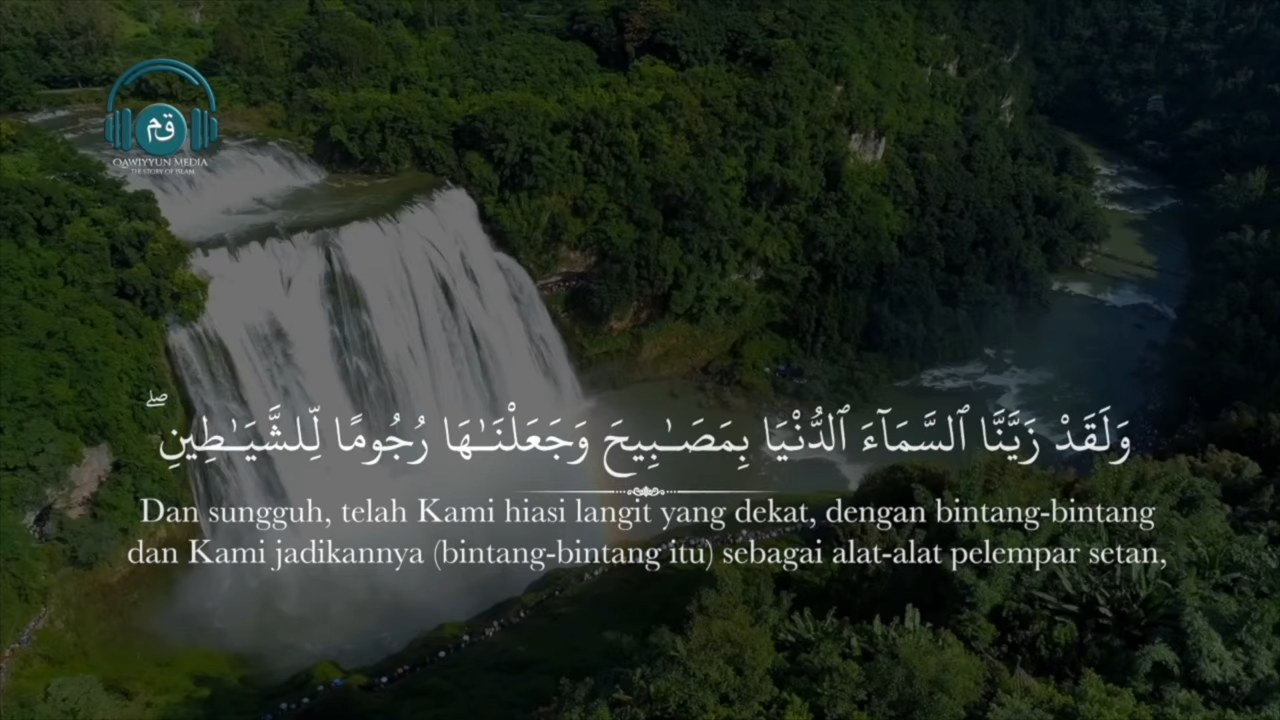 قم
QAWIYYUN MEDIA
THE STORY OF ISLAM
وَلَقَدْ زَيَّنَّا ٱلسَّمَآءَ ٱلدُّنْيَا بِمَصَـٰبِيحَ وَجَعَلْنَـٰهَا رُجُومًا لِّلشَّيَـٰطِينِ ۖ
Dan sungguh, telah Kami hiasi langit yang dekat, dengan bintang-bintang
dan Kami jadikannya (bintang-bintang itu) sebagai alat-alat pelempar setan,